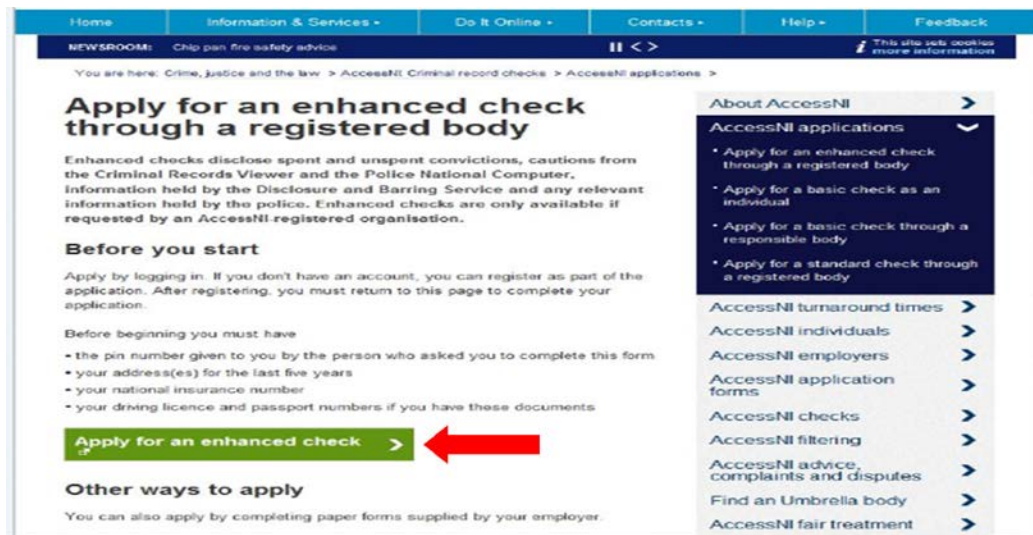 Home Information & Services Do It Online Contacts Help Feedback
NEWSROOM: Chip pan fire safety advice
This site sets cookies
more information
You are here: Crime, justice and the law > AccessNI Criminal record checks > AccessNI applications >
Apply for an enhanced check
through a registered body
Enhanced checks disclose spent and unspent convictions, cautions from
the Criminal Records Viewer and the Police National Computer,
information held by the Disclosure and Barring Service and any relevant
information held by the police. Enhanced checks are only available if
requested by an AccessNI-registered organisation.
Before you start
Apply by logging in. If you don't have an account, you can register as part of the
application. After registering, you must return to this page to complete your
application.
Before beginning you must have
• the pin number given to you by the person who asked you to complete this form
• your address(es) for the last five years
• your national insurance number
• your driving licence and passport numbers if you have these documents
Apply for an enhanced check
Other ways to apply
You can also apply by completing paper forms supplied by your employer.
About AccessNI
AccessNI applications
• Apply for an enhanced check
through a registered body
• Apply for a basic check as an
individual
• Apply for a basic check through a
responsible body
• Apply for a standard check through
a registered body
AccessNI turnaround times
AccessNI individuals
AccessNI employers
AccessNI application
forms
AccessNI checks
AccessNI filtering
AccessNI advice,
complaints and disputes
Find an Umbrella body
AccessNI fair treatment